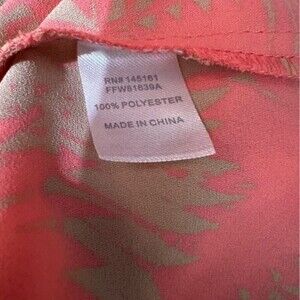 RN# 145161
FFW81639A
100% POLYESTER
MADE IN CHINA